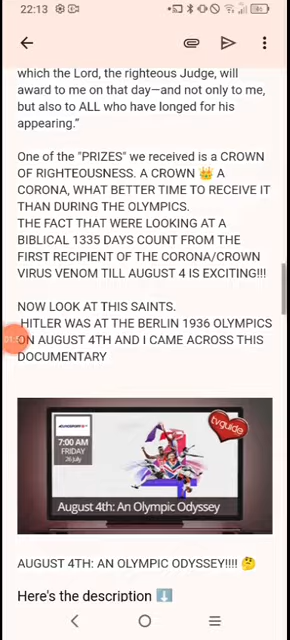 22:13
which the Lord, the righteous Judge, will
award to me on that day—and not only to me,
but also to ALL who have longed for his
appearing.”
One of the "PRIZES" we received is a CROWN
OF RIGHTEOUSNESS. A CROWN 👑 A
CORONA, WHAT BETTER TIME TO RECEIVE IT
THAN DURING THE OLYMPICS.
THE FACT THAT WERE LOOKING AT A
BIBLICAL 1335 DAYS COUNT FROM THE
FIRST RECIPIENT OF THE CORONA/CROWN
VIRUS VENOM TILL AUGUST 4 IS EXCITING!!!
NOW LOOK AT THIS SAINTS.
HITLER WAS AT THE BERLIN 1936 OLYMPICS
ON AUGUST 4TH AND I CAME ACROSS THIS
DOCUMENTARY
7:00 AM
FRIDAY
26 July
tvguide
August 4th: An Olympic Odyssey
AUGUST 4TH: AN OLYMPIC ODYSSEY!!!! 🤔
Here's the description ⬇️